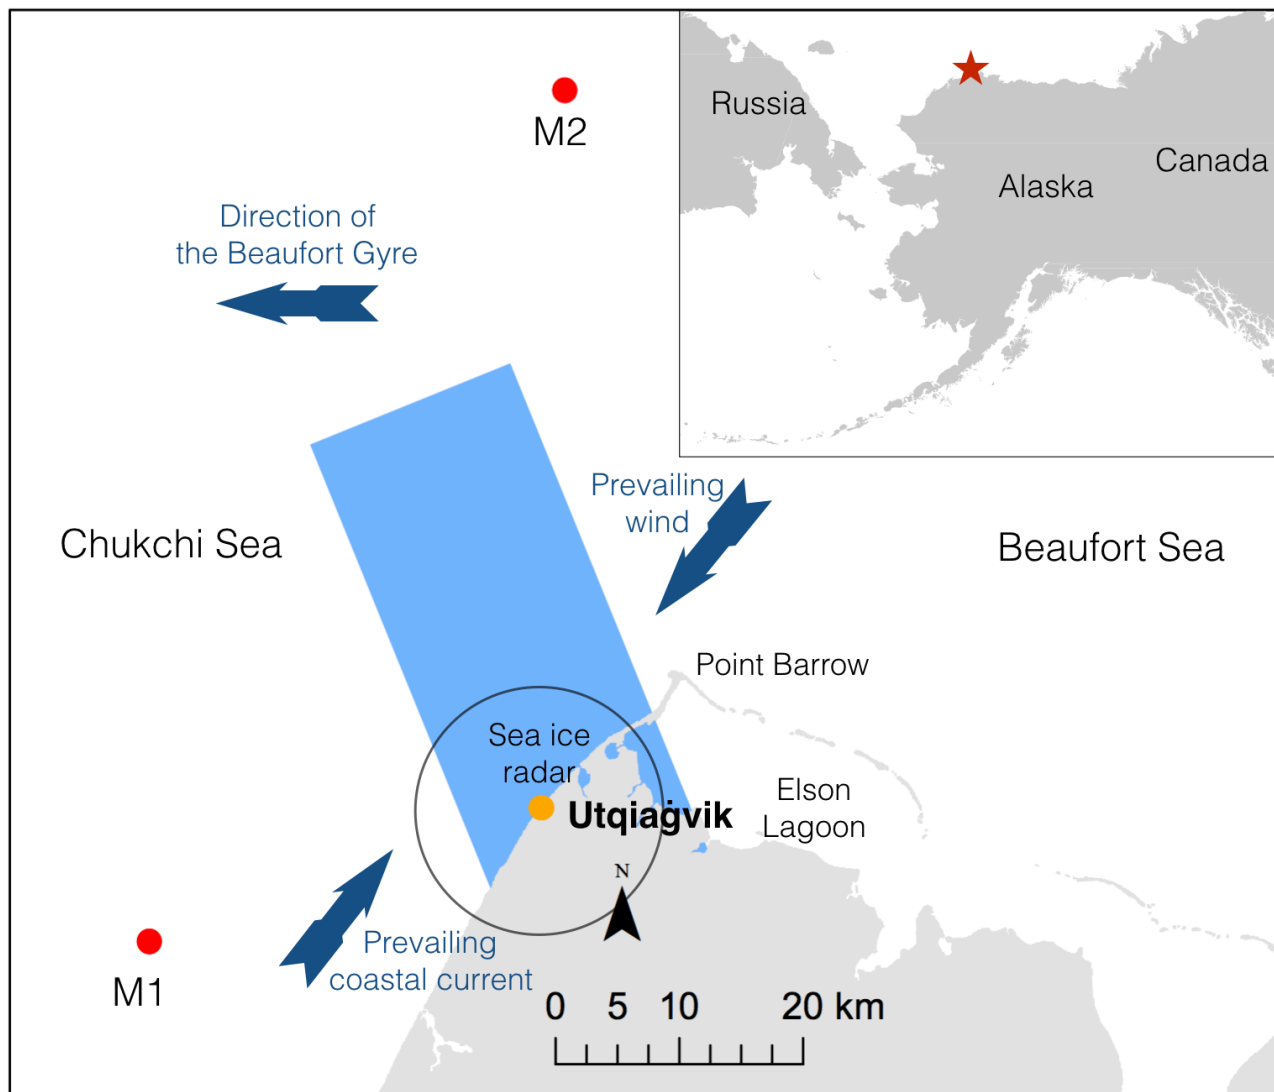 M2
Direction of
the Beaufort Gyre
Russia
Alaska
Canada
Chukchi Sea
Prevailing
wind
Beaufort Sea
Point Barrow
Sea ice
radar
Utqiaġvik
Elson
Lagoon
N
M1
Prevailing
coastal current
0 5 10 20 km